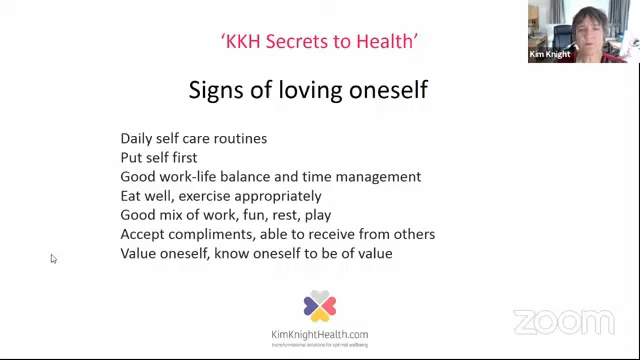 'KKH Secrets to Health'
Kim Knight
Signs of loving oneself
Daily self care routines
Put self first
Good work-life balance and time management
Eat well, exercise appropriately
Good mix of work, fun, rest, play
Accept compliments, able to receive from others
Value oneself, know oneself to be of value
KimKnightHealth.com
transformational solutions for optimal wellbeing
zoom